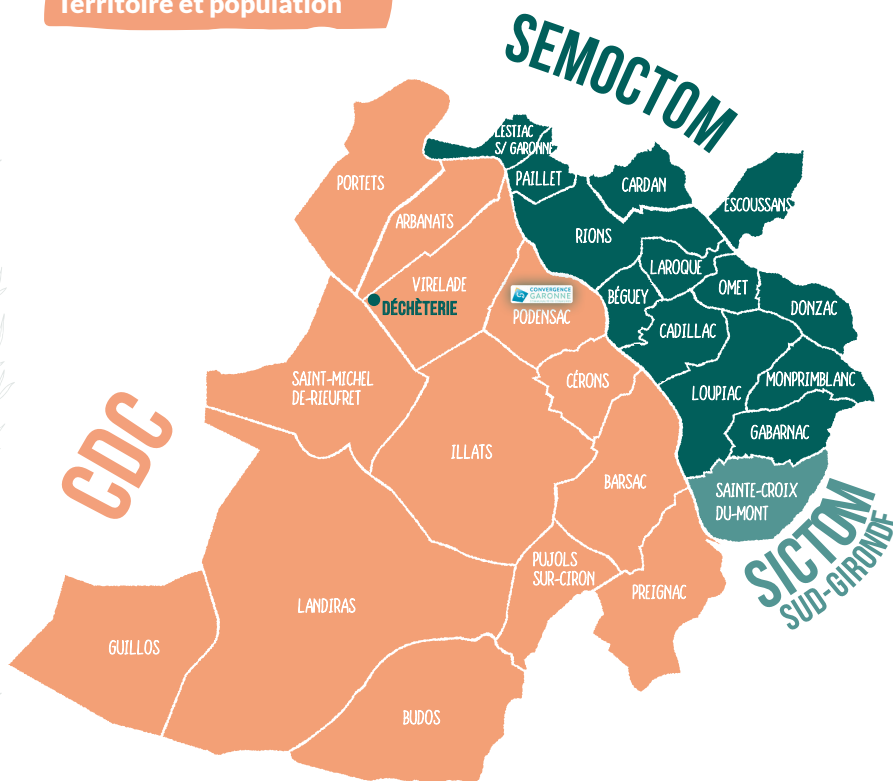 Territoire et population
SEMOCTOM
LESTIAC
S/ GARONNE
PAILLET
CARDAN
ESCOUSSANS
PORTETS
ARBANATS
RIONS
LAROQUE
VIRELADE
CONVERGENCE
GARONNE
BÉGUEY
OMET
DÉCHÈTERIE
PODENSAC
DONZAC
CADILLAC
SAINT-MICHEL
DE-RIEUFRET
CÉRONS
LOUPIAC
MONPRIMBLANC
GABARNAC
CDC
ILLATS
BARSAC
SAINTE-CROIX
DU-MONT
SICTOM
SUD-GIRONDE
PUJOLS
SUR-CIRON
PREIGNAC
LANDIRAS
GUILLOS
BUDOS